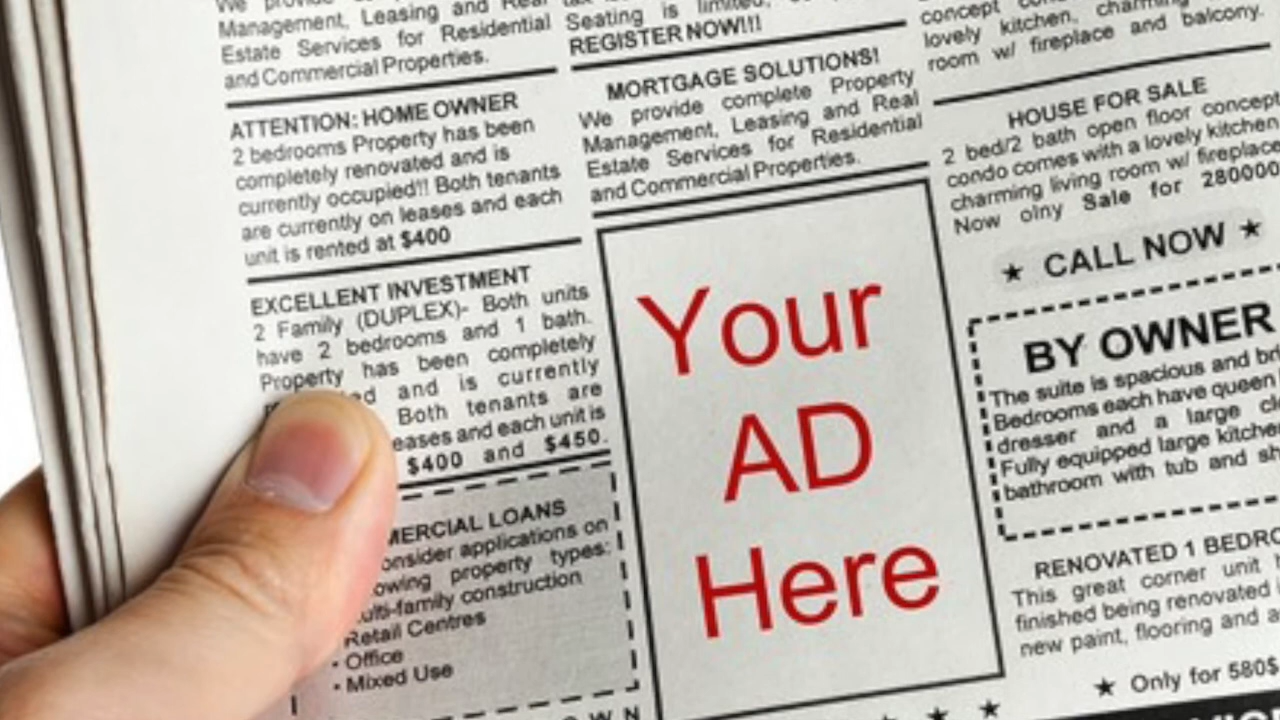 Management, Leasing and Real
Estate Services for Residential
and Commercial Properties.
ATTENTION: HOME OWNER
2 bedrooms Property has been
completely renovated and is
currently occupied!! Both tenants
are currently on leases and each
unit is rented at $400
EXCELLENT INVESTMENT
2 Family (DUPLEX)- Both units
have 2 bedrooms and 1 bath.
Property has been completely
and is currently
Both tenants are
and each unit is
$400 and $450.
LOANS
applications on
property types:
construction
Retail Centres
• Office
• Mixed Use
Seating is limited,
REGISTER NOW!!!
MORTGAGE SOLUTIONS!
We provide complete Property
Management, Leasing and Real
Estate Services for Residential
and Commercial Properties.
Your
AD
Here
concept
lovely kitchen, charming
room w/ fireplace and balcony.
HOUSE FOR SALE
2 bed/2 bath open floor concept
condo comes with a lovely kitchen,
charming living room w/ fireplace
Now olny Sale for 280000
★ CALL NOW ★
BY OWNER
The suite is spacious and
Bedrooms each have queen
dresser and a large
Fully equipped large kitchen
bathroom with tub and
RENOVATED 1
This great corner unit
finished being renovated
new paint, flooring and
★ Only for 580$